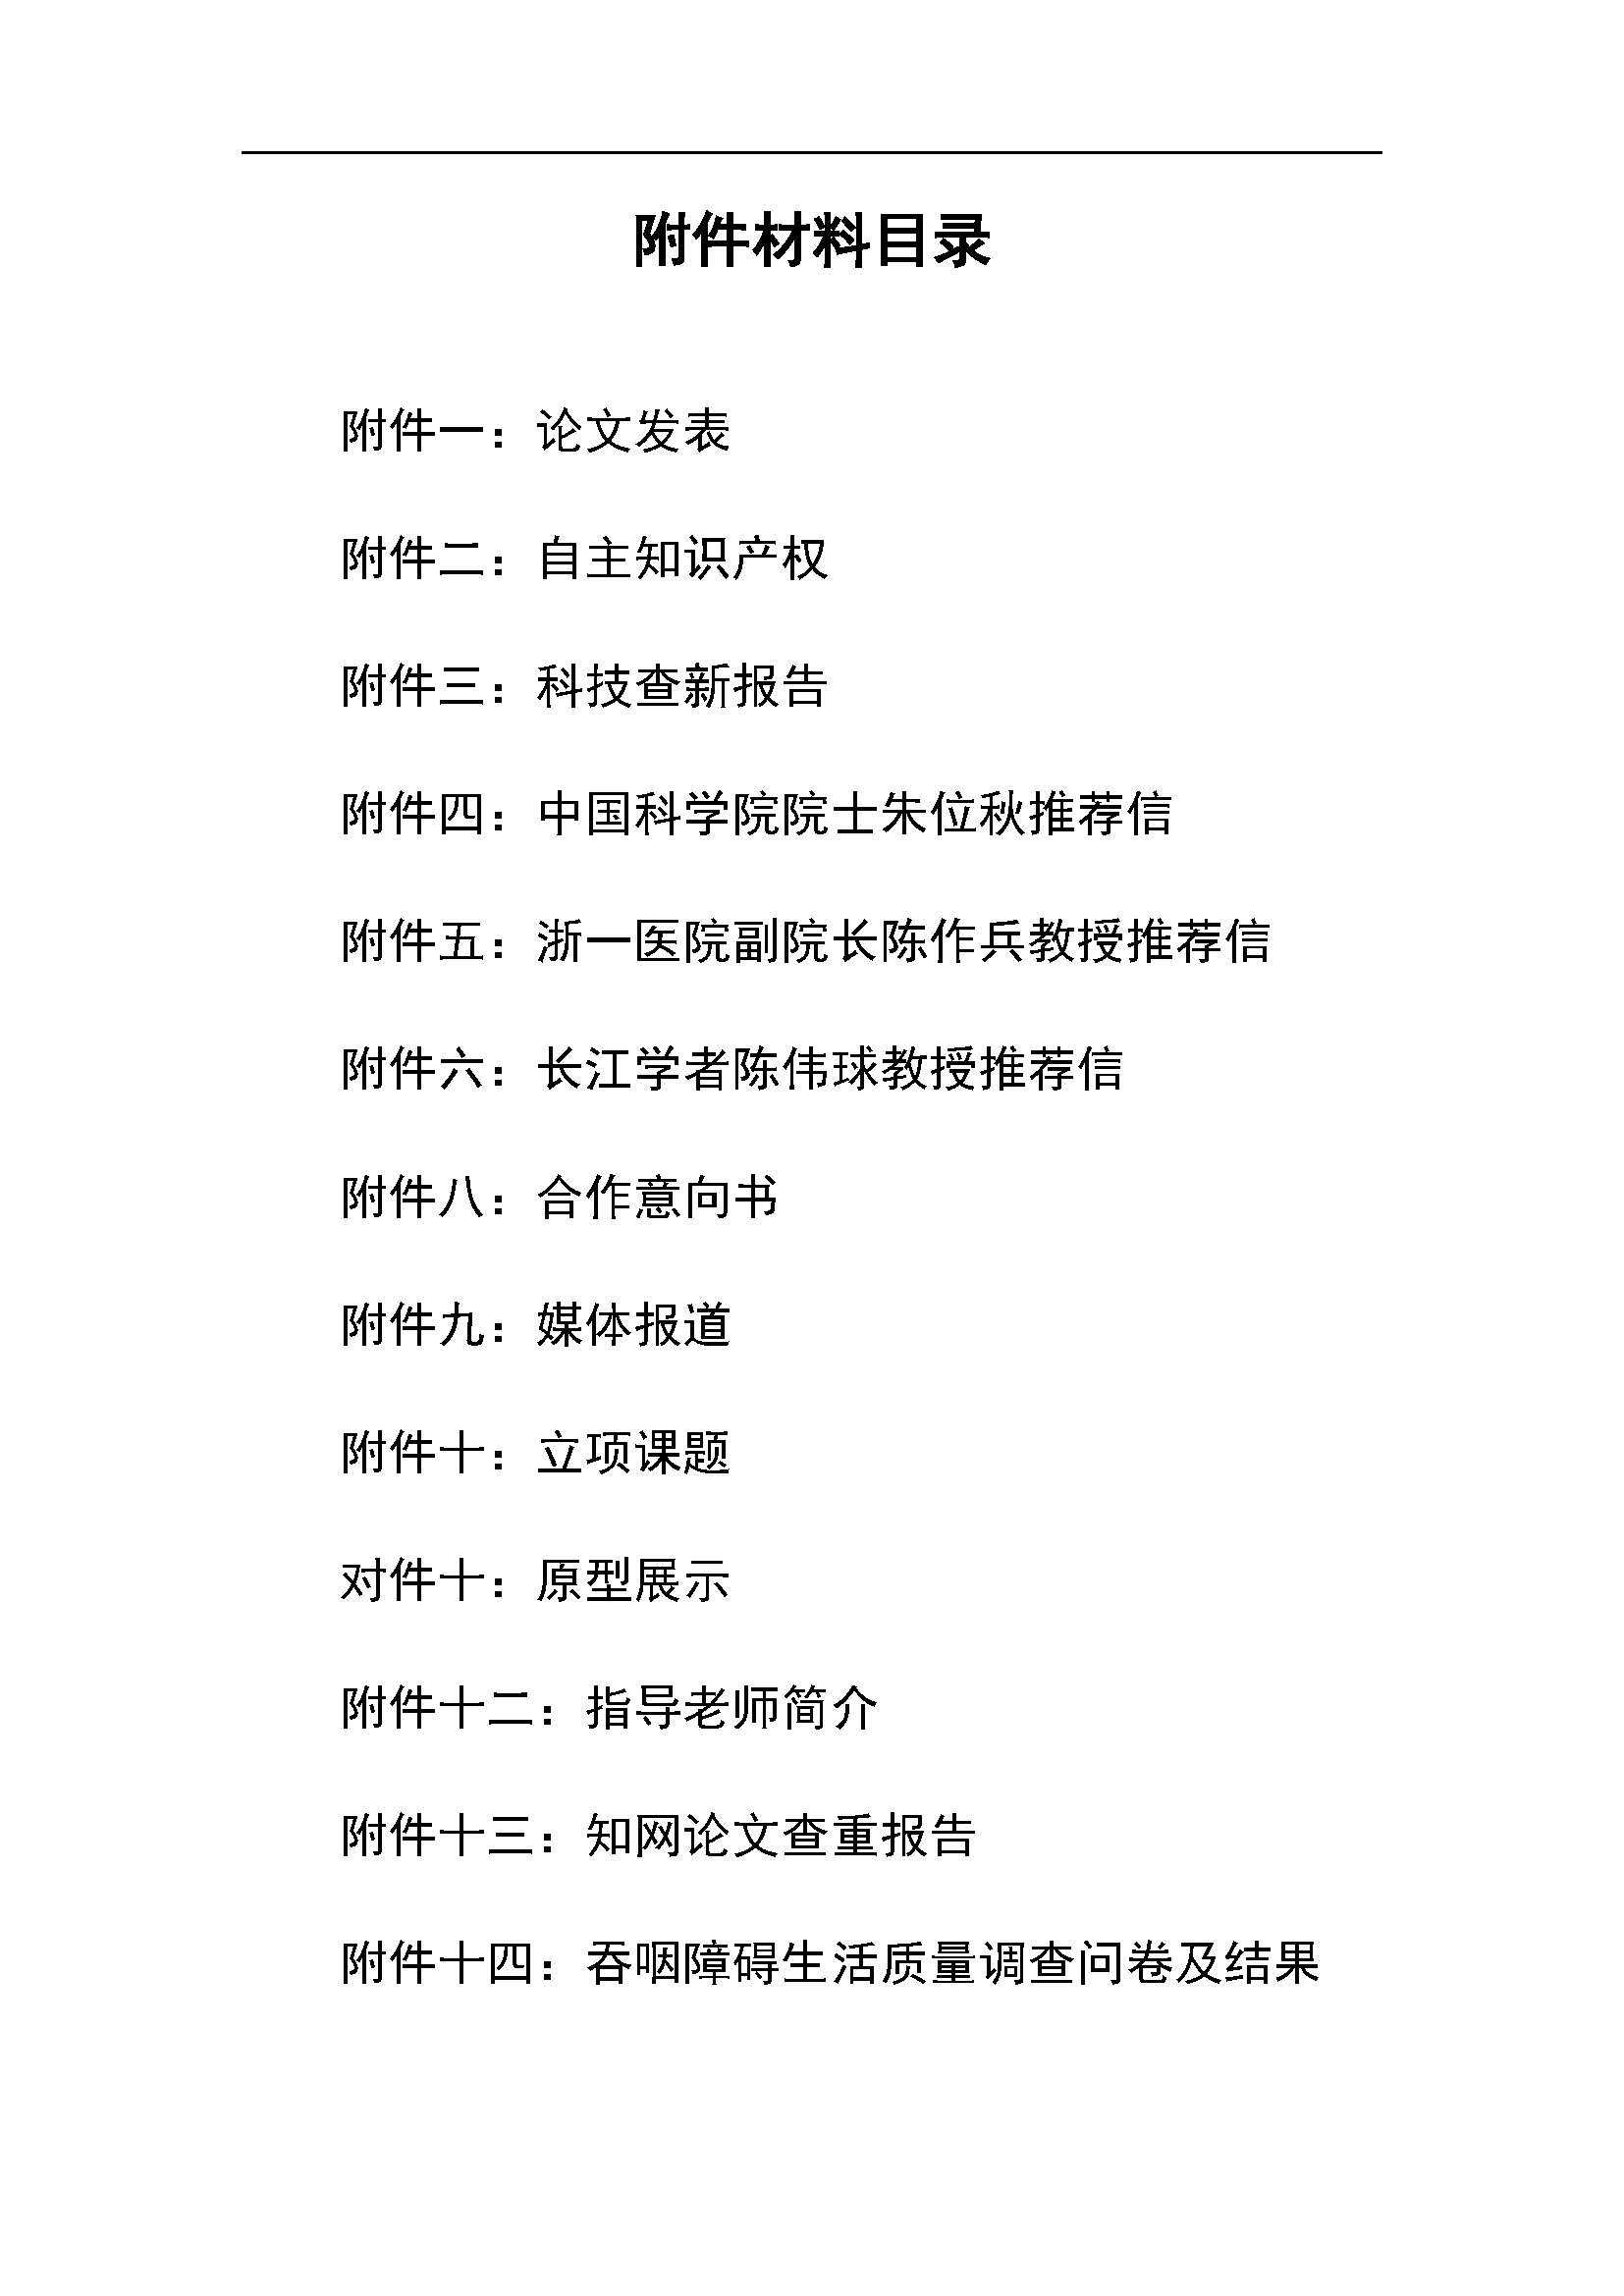 附件材料目录
附件一：论文发表
附件二：自主知识产权
附件三：科技查新报告
附件四：中国科学院院士朱位秋推荐信
附件五：浙一医院副院长陈作兵教授推荐信
附件六：长江学者陈伟球教授推荐信
附件八：合作意向书
附件九：媒体报道
附件十：立项课题
对件十：原型展示
附件十二：指导老师简介
附件十三：知网论文查重报告
附件十四：吞咽障碍生活质量调查问卷及结果